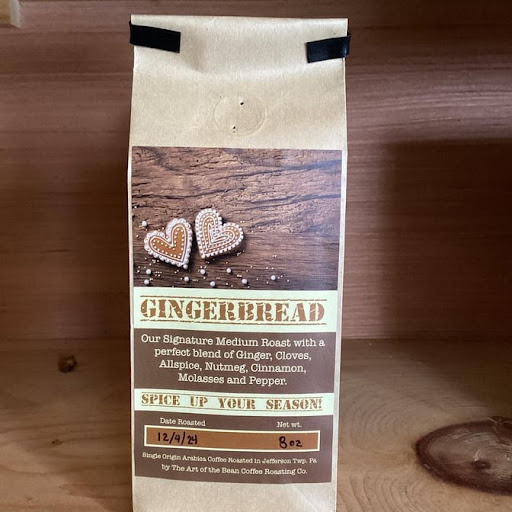 GINGERBREAD
Our Signature Medium Roast with a
perfect blend of Ginger, Cloves,
Allspice, Nutmeg, Cinnamon,
Molasses and Pepper.
SPICE UP YOUR SEASON!
Date Roasted Net wt.
12/4/24 8oz
Single Origin Arabica Coffee Roasted in Jefferson Twp. Pa
by The Art of the Bean Coffee Roasting Co.